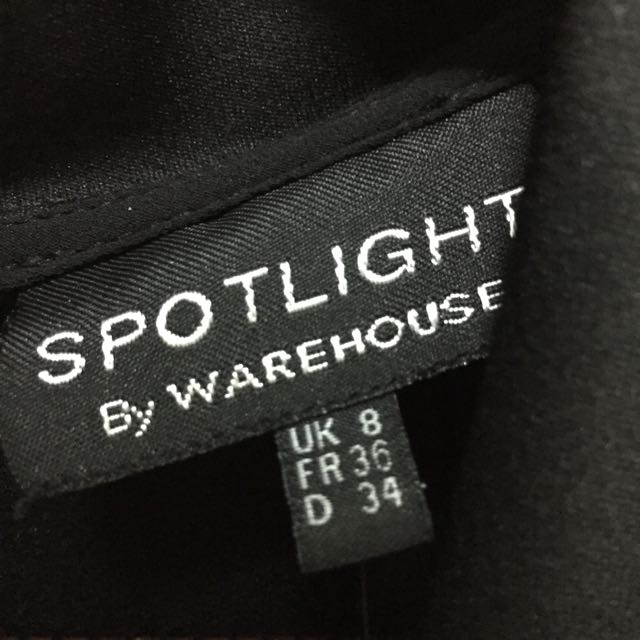 SPOTLIGHT
By WAREHOUSE
UK 8
FR 36
D 34